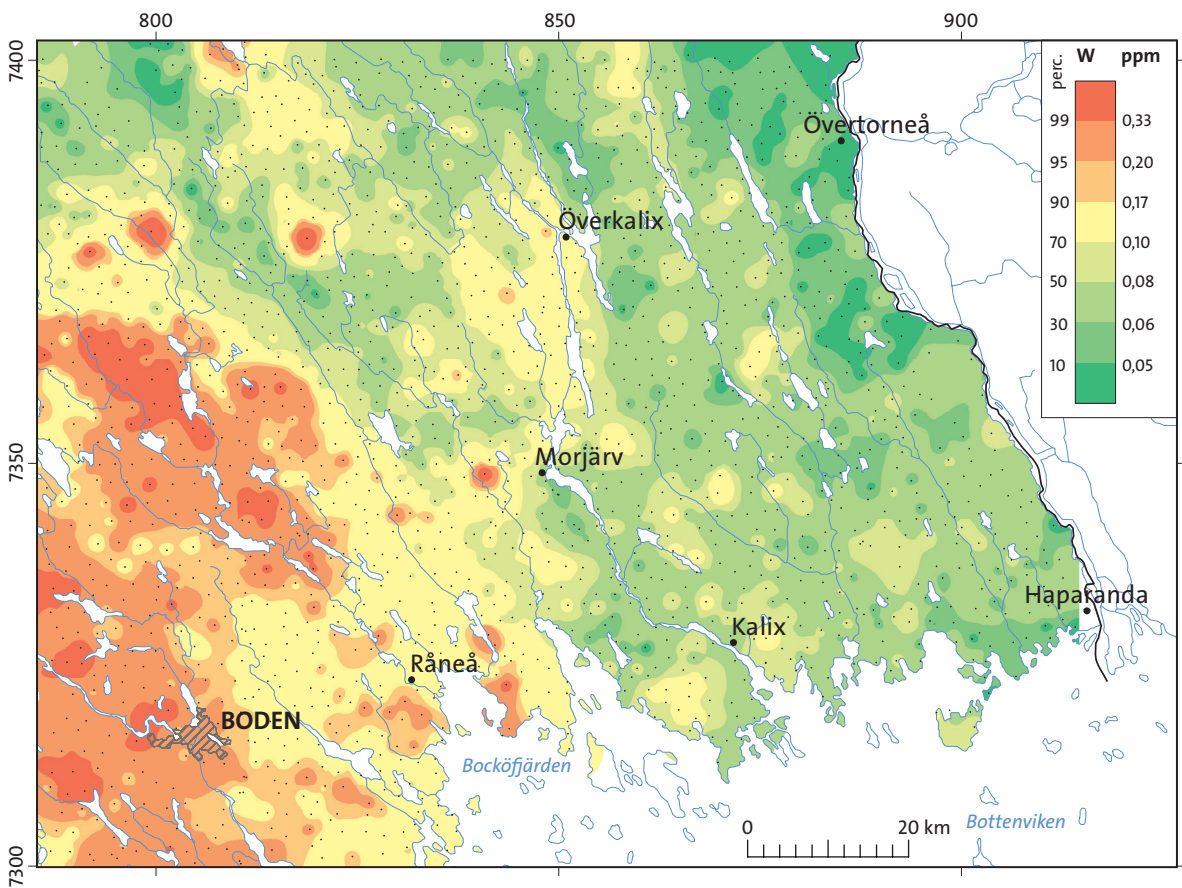 800
850
900
7400
7350
7300
perc.
W
ppm
99
0,33
95
0,20
90
0,17
70
0,10
50
0,08
30
0,06
10
0,05
Övertorneå
Överkalix
Morjärv
Haparanda
Kalix
Råneå
BODEN
Bocköfjärden
0
20 km
Bottenviken